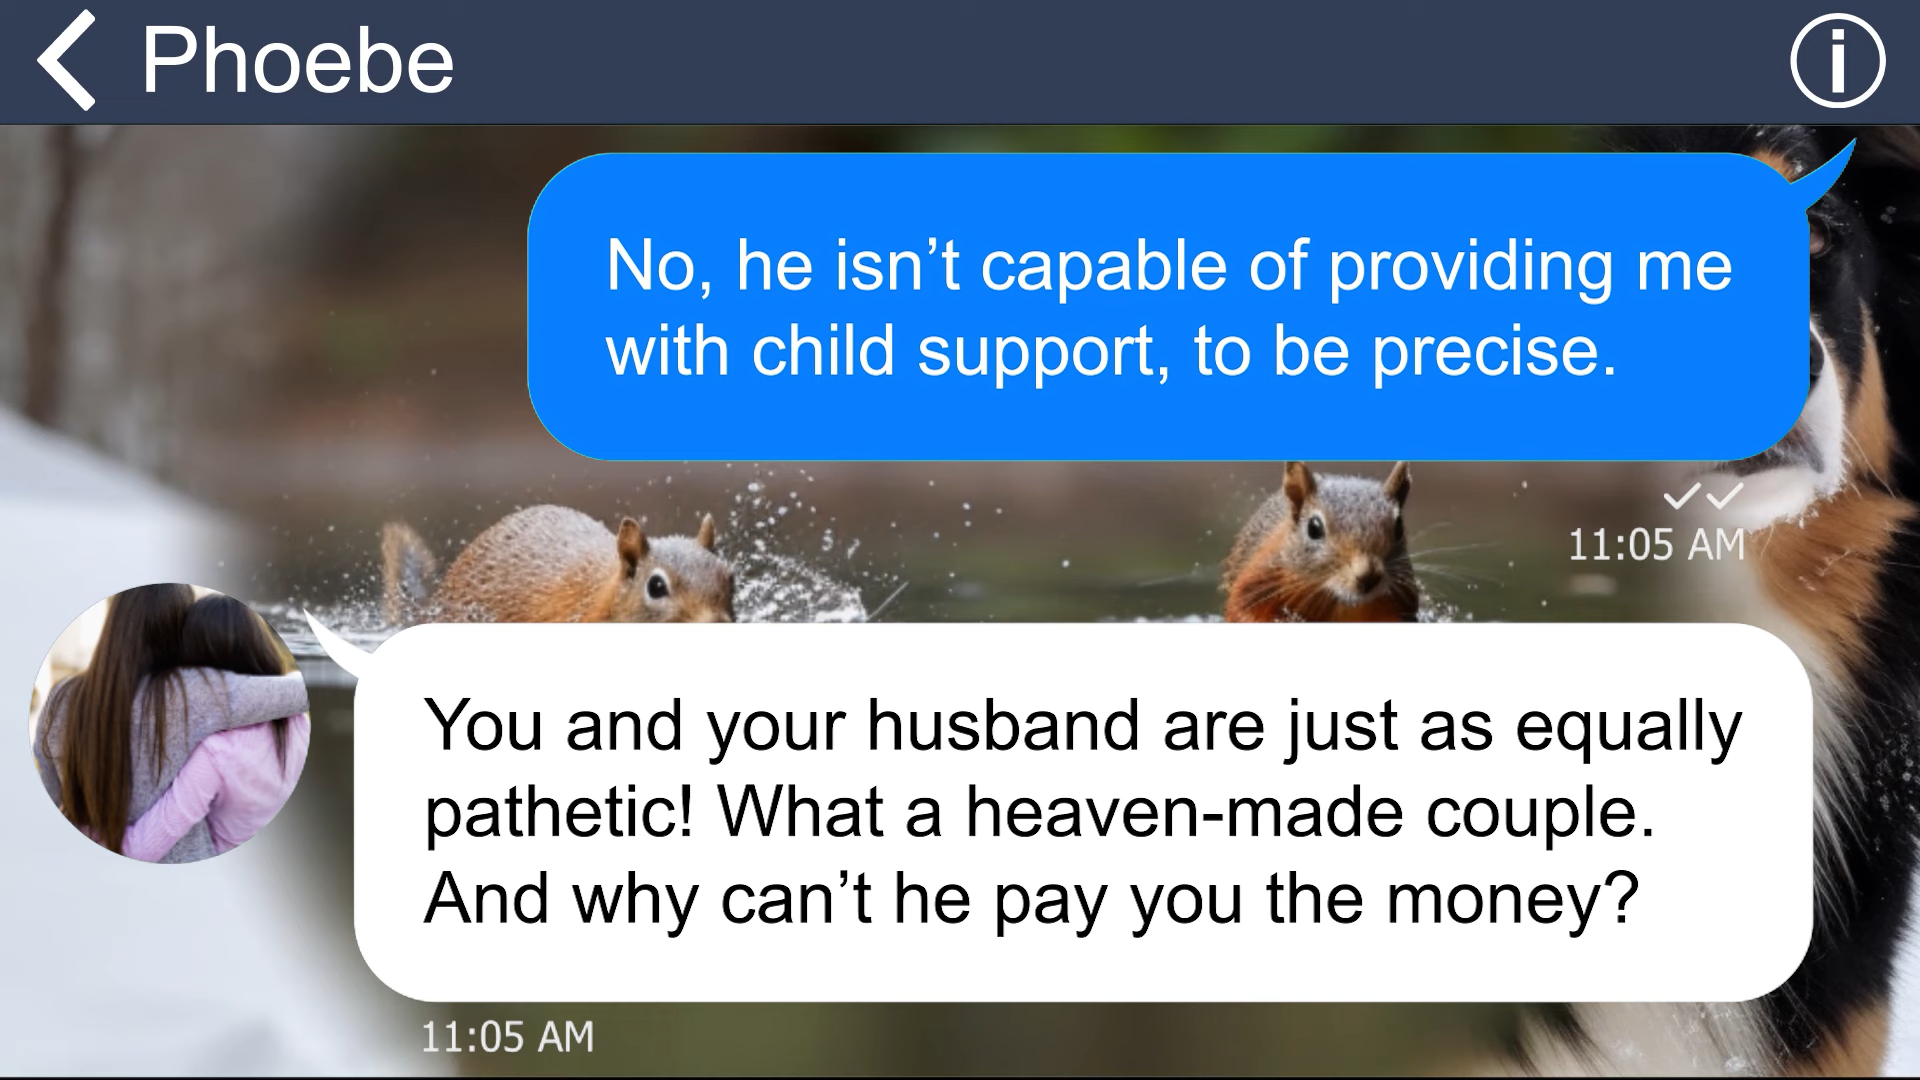 Phoebe
No, he isn’t capable of providing me
with child support, to be precise.
11:05 AM
You and your husband are just as equally
pathetic! What a heaven-made couple.
And why can’t he pay you the money?
11:05 AM